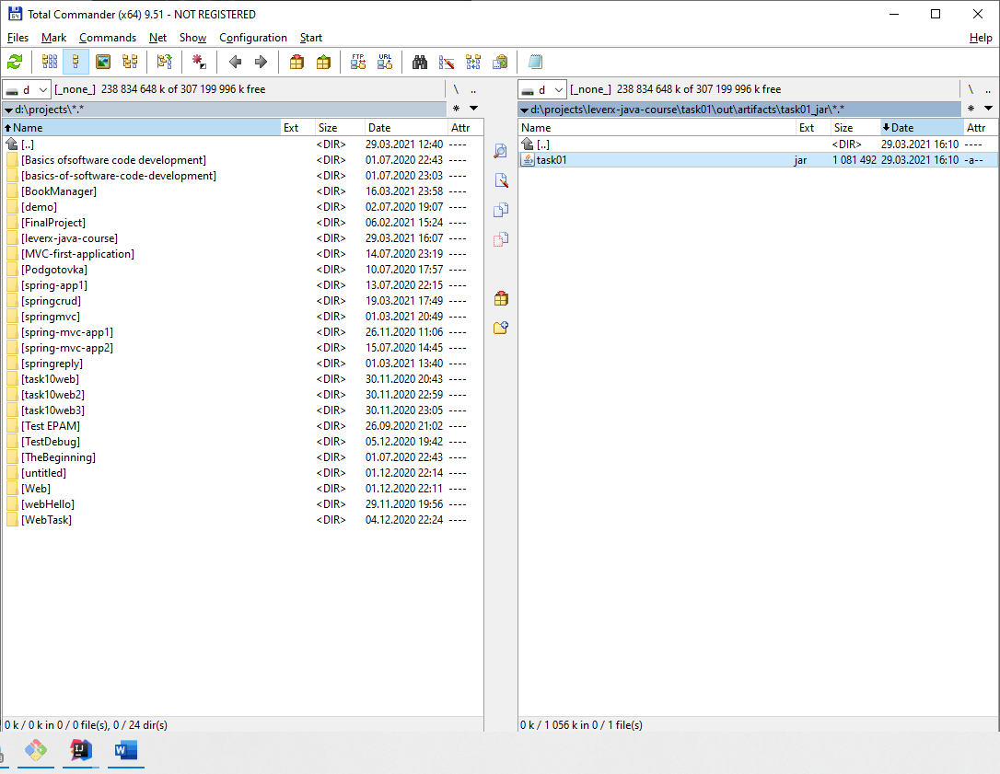 Total Commander (x64) 9.51 - NOT REGISTERED
Files Mark Commands Net Show Configuration Start Help
FTP URL
d [_none_] 238 834 648 k of 307 199 996 k free \ ..
d:\projects\*.* * 
Name Ext Size Date Attr
[..] <DIR> 29.03.2021 12:40 ----
[Basics ofsoftware code development] <DIR> 01.07.2020 22:43 ----
[basics-of-software-code-development] <DIR> 01.07.2020 23:03 ----
[BookManager] <DIR> 16.03.2021 23:58 ----
[demo] <DIR> 02.07.2020 19:07 ----
[FinalProject] <DIR> 06.02.2021 15:24 ----
[leverx-java-course] <DIR> 29.03.2021 16:07 ----
[MVC-first-application] <DIR> 14.07.2020 23:19 ----
[Podgotovka] <DIR> 10.07.2020 17:57 ----
[spring-app1] <DIR> 13.07.2020 22:15 ----
[springcrud] <DIR> 19.03.2021 17:49 ----
[springmvc] <DIR> 01.03.2021 20:49 ----
[spring-mvc-app1] <DIR> 26.11.2020 11:06 ----
[spring-mvc-app2] <DIR> 15.07.2020 14:45 ----
[springreply] <DIR> 01.03.2021 13:40 ----
[task10web] <DIR> 30.11.2020 20:43 ----
[task10web2] <DIR> 30.11.2020 22:59 ----
[task10web3] <DIR> 30.11.2020 23:05 ----
[Test EPAM] <DIR> 26.09.2020 21:02 ----
[TestDebug] <DIR> 05.12.2020 19:42 ----
[TheBeginning] <DIR> 01.07.2020 22:43 ----
[untitled] <DIR> 01.12.2020 22:14 ----
[Web] <DIR> 01.12.2020 22:11 ----
[webHello] <DIR> 29.11.2020 19:56 ----
[WebTask] <DIR> 04.12.2020 22:24 ----
0 k / 0 k in 0 / 0 file(s), 0 / 24 dir(s)
d [_none_] 238 834 648 k of 307 199 996 k free \ ..
d:\projects\leverx-java-course\task01\out\artifacts\task01_jar\*.* *
Name Ext Size Date Attr
[..] <DIR> 29.03.2021 16:10 ----
task01 jar 1 081 492 29.03.2021 16:10 -a--
0 k / 1 056 k in 0 / 1 file(s)
IJ W